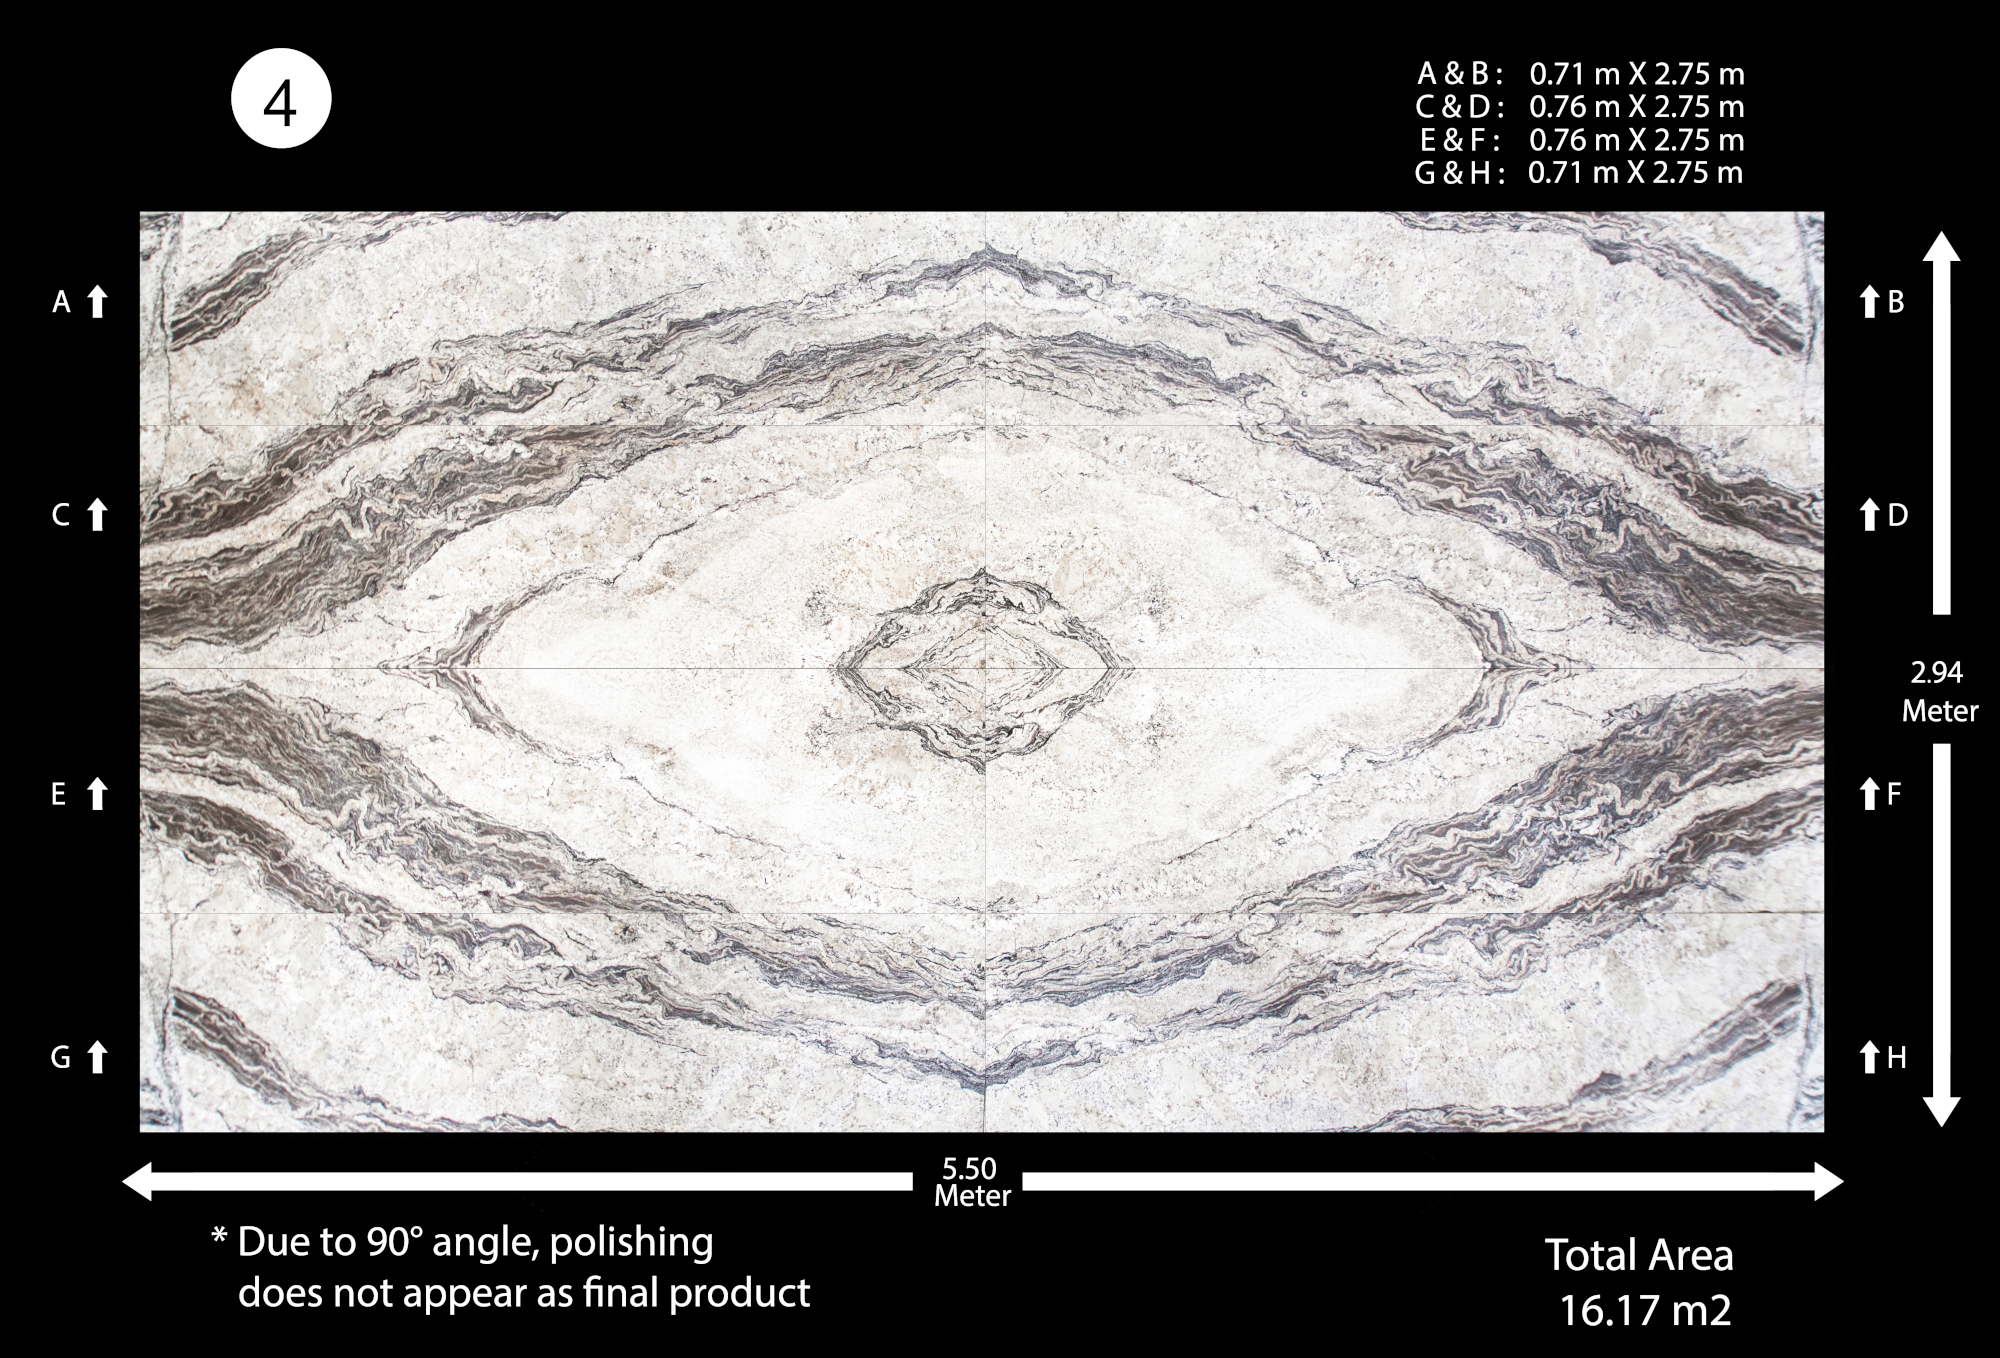 4
A & B : 0.71 m X 2.75 m
C & D : 0.76 m X 2.75 m
E & F : 0.76 m X 2.75 m
G & H : 0.71 m X 2.75 m
A
B
C
D
2.94
Meter
E
F
G
H
5.50
Meter
* Due to 90° angle, polishing
does not appear as final product
Total Area
16.17 m2